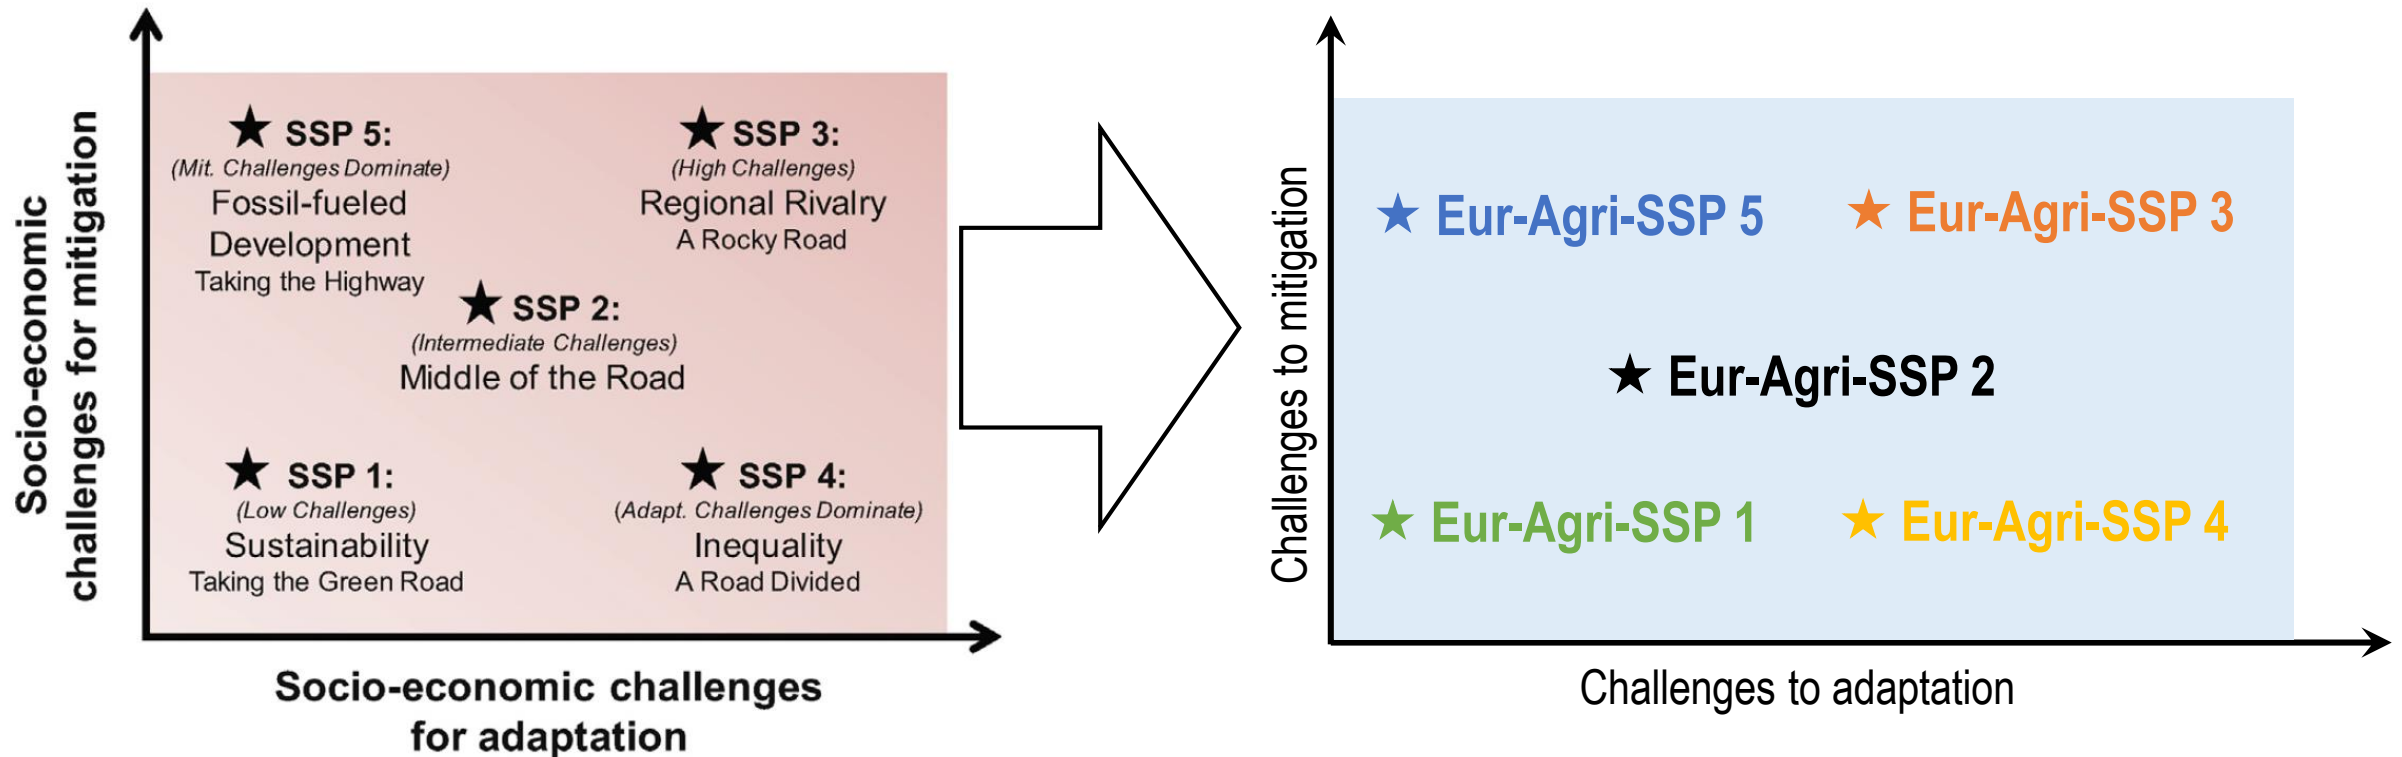 Socio-economic
challenges for mitigation
SSP 5:
(Mit. Challenges Dominate)
Fossil-fueled
Development
Taking the Highway
SSP 3:
(High Challenges)
Regional Rivalry
A Rocky Road
SSP 2:
(Intermediate Challenges)
Middle of the Road
SSP 1:
(Low Challenges)
Sustainability
Taking the Green Road
SSP 4:
(Adapt. Challenges Dominate)
Inequality
A Road Divided
Socio-economic challenges
for adaptation
Challenges to mitigation
Eur-Agri-SSP 5
Eur-Agri-SSP 3
Eur-Agri-SSP 2
Eur-Agri-SSP 1
Eur-Agri-SSP 4
Challenges to adaptation